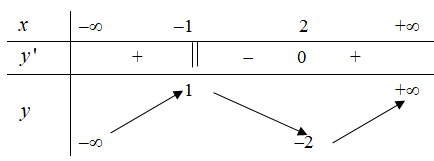 x –∞ –1 2 +∞
y' + || – 0 +
1 +∞
y
–∞ –2